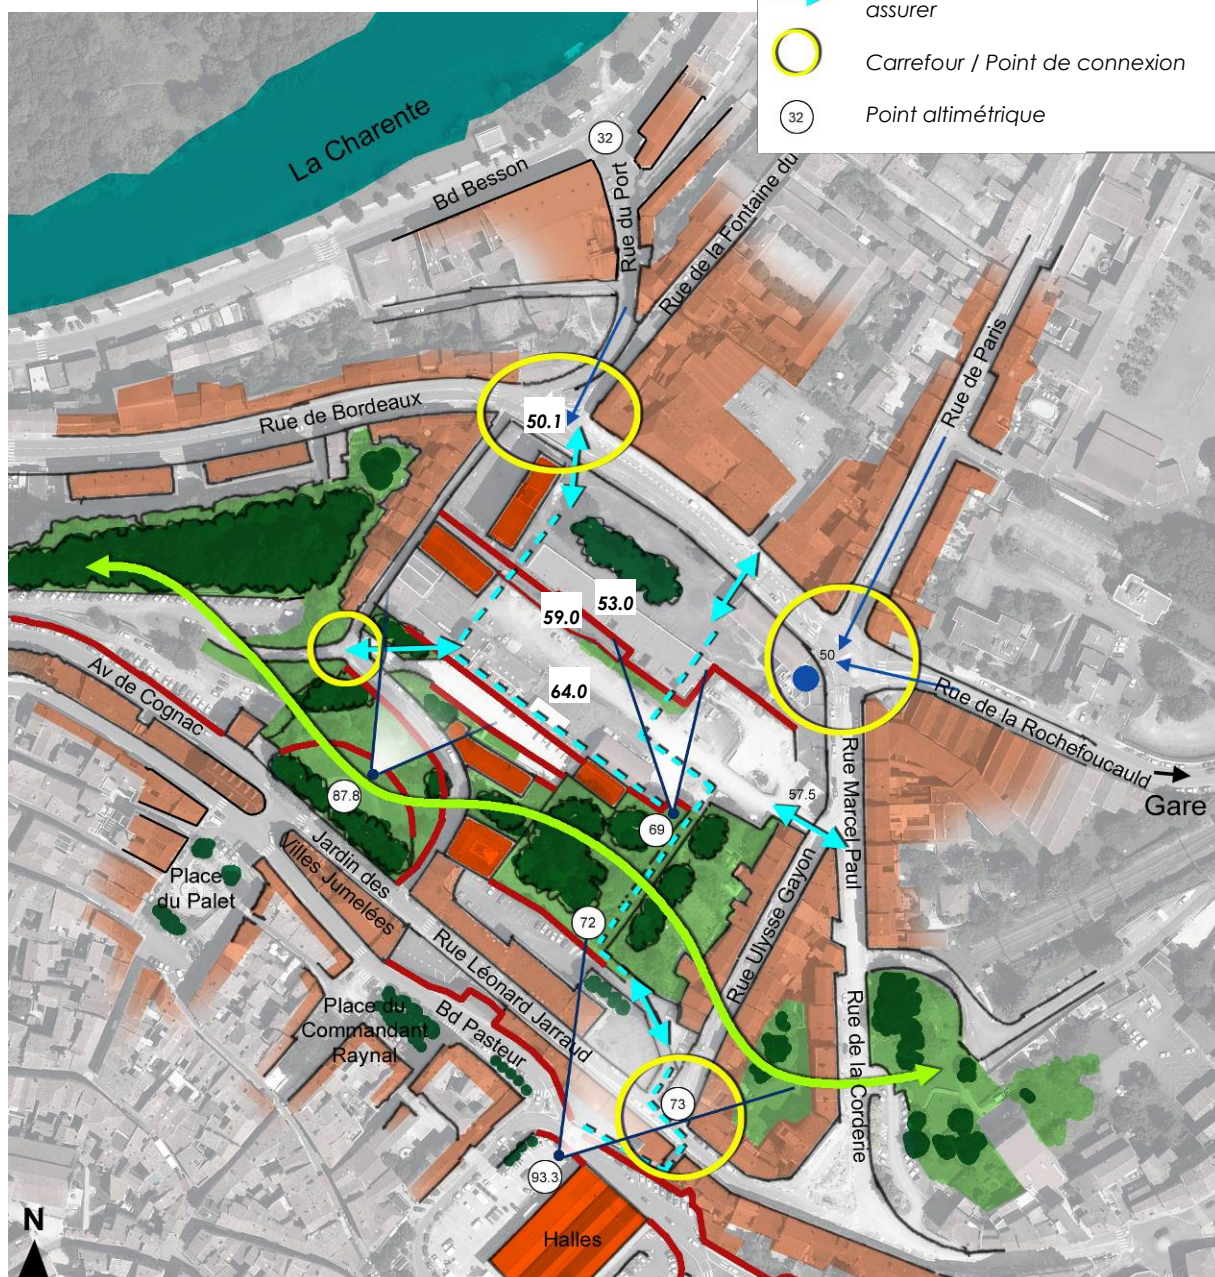 assurer
Carrefour / Point de connexion
32
Point altimétrique
La Charente
32
Bd Besson
Rue du Port
Rue de la Fontaine du
Rue de Paris
Rue de Bordeaux
50.1
59.0
53.0
64.0
50
Rue de la Rochefoucauld
Gare
Av de Cognac
87.8
69
57.5
Rue Marcel Paul
Place
du Palet
Jardin des
Villes Jumelées
72
Rue Ulysse Gayon
Rue Léonard Jarraud
Place du
Commandant
Raynal
Bd Pasteur
Rue de la Corderie
73
93.3
Halles
N